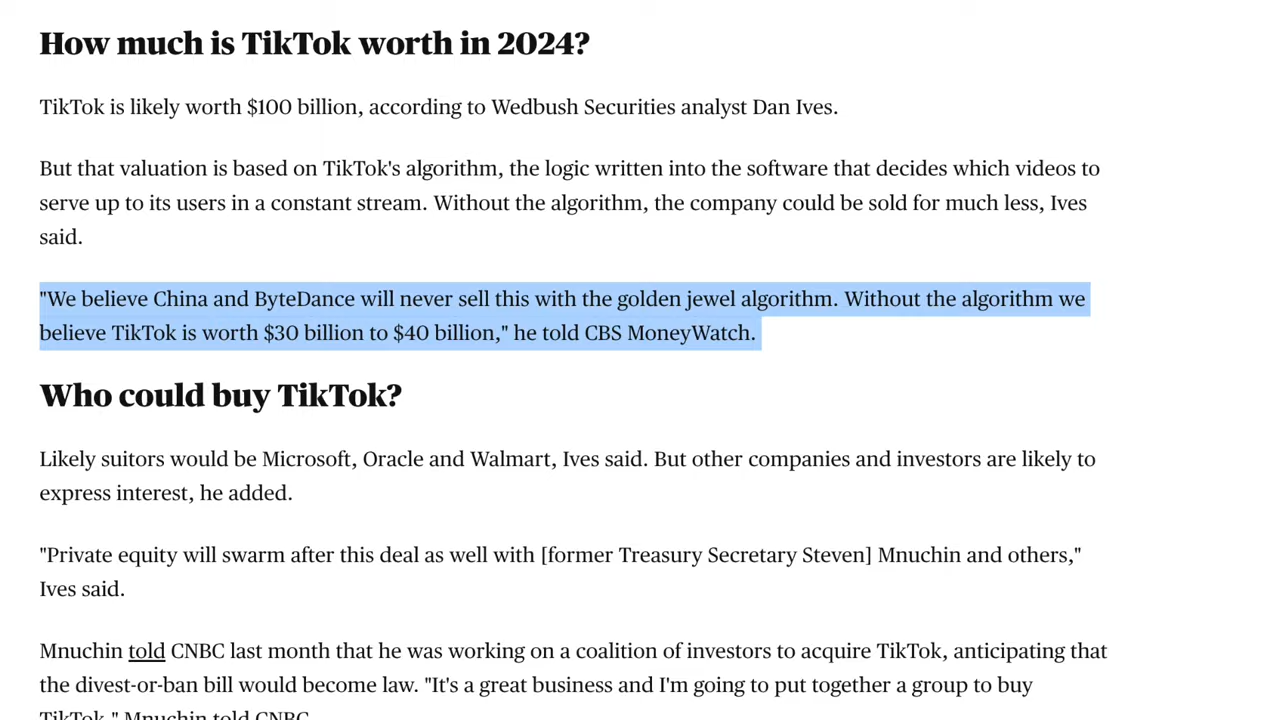 How much is TikTok worth in 2024?
TikTok is likely worth $100 billion, according to Wedbush Securities analyst Dan Ives.
But that valuation is based on TikTok's algorithm, the logic written into the software that decides which videos to
serve up to its users in a constant stream. Without the algorithm, the company could be sold for much less, Ives
said.
"We believe China and ByteDance will never sell this with the golden jewel algorithm. Without the algorithm we
believe TikTok is worth $30 billion to $40 billion," he told CBS MoneyWatch.
Who could buy TikTok?
Likely suitors would be Microsoft, Oracle and Walmart, Ives said. But other companies and investors are likely to
express interest, he added.
"Private equity will swarm after this deal as well with [former Treasury Secretary Steven] Mnuchin and others,"
Ives said.
Mnuchin told CNBC last month that he was working on a coalition of investors to acquire TikTok, anticipating that
the divest-or-ban bill would become law. "It's a great business and I'm going to put together a group to buy
TikTok," Mnuchin told CNBC.